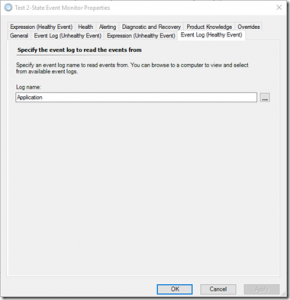 Test 2-State Event Monitor Properties
Expression (Healthy Event) Health Alerting Diagnostic and Recovery Product Knowledge Overrides
General Event Log (Unhealthy Event) Expression (Unhealthy Event) Event Log (Healthy Event)
Specify the event log to read the events from
Specify an event log name to read events from. You can browse to a computer to view and select
from available event logs.
Log name:
Application
...
OK Cancel Apply